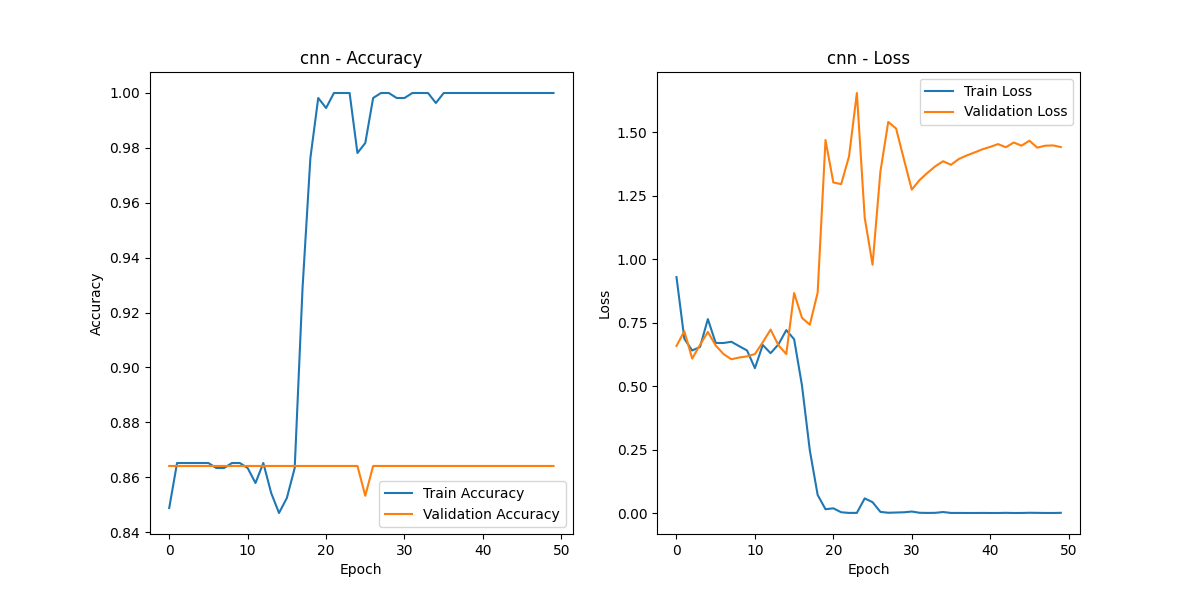 cnn - Accuracy
1.00
0.98
0.96
0.94
0.92
0.90
0.88
0.86
0.84
Accuracy
0
10
20
30
40
50
Epoch
Train Accuracy
Validation Accuracy
cnn - Loss
1.50
1.25
1.00
0.75
0.50
0.25
0.00
Loss
0
10
20
30
40
50
Epoch
Train Loss
Validation Loss